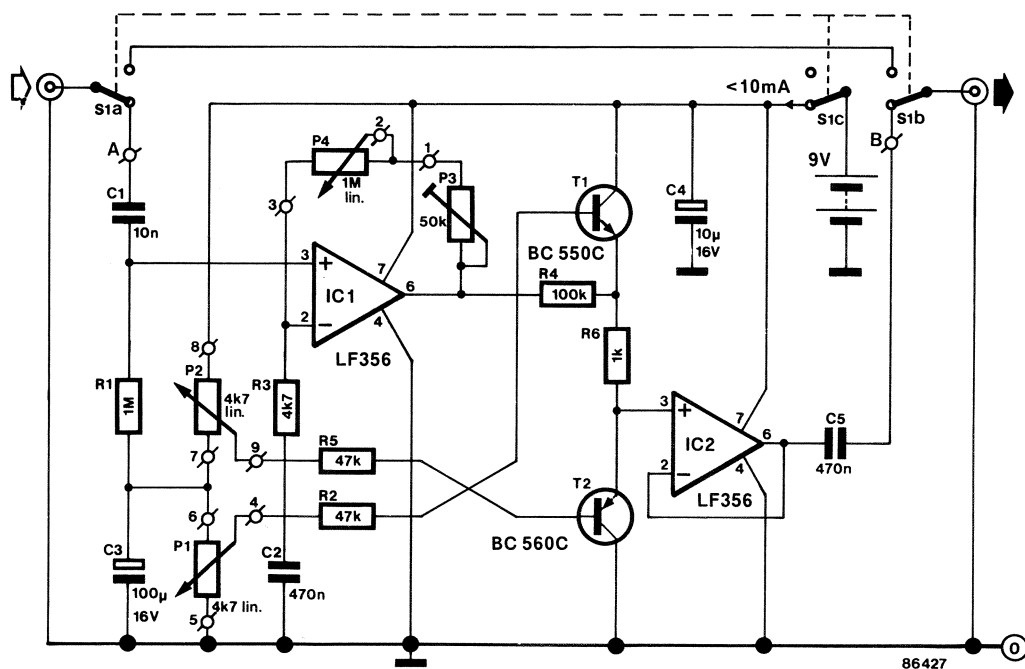 S1a
<10mA
S1c
S1b
A
B
P4
1M
lin.
2
1
3
P3
50k
9V
C1
10n
T1
BC 550C
C4
10µ
16V
3
+
7
IC1
6
2
−
4
LF356
R4
100k
R6
1k
8
P2
4k7
lin.
7
9
R1
1M
R3
4k7
R5
47k
R2
47k
3
+
7
IC2
6
2
−
4
LF356
C5
470n
T2
BC 560C
6
4
P1
4k7 lin.
5
C3
100µ
16V
C2
470n
0
86427